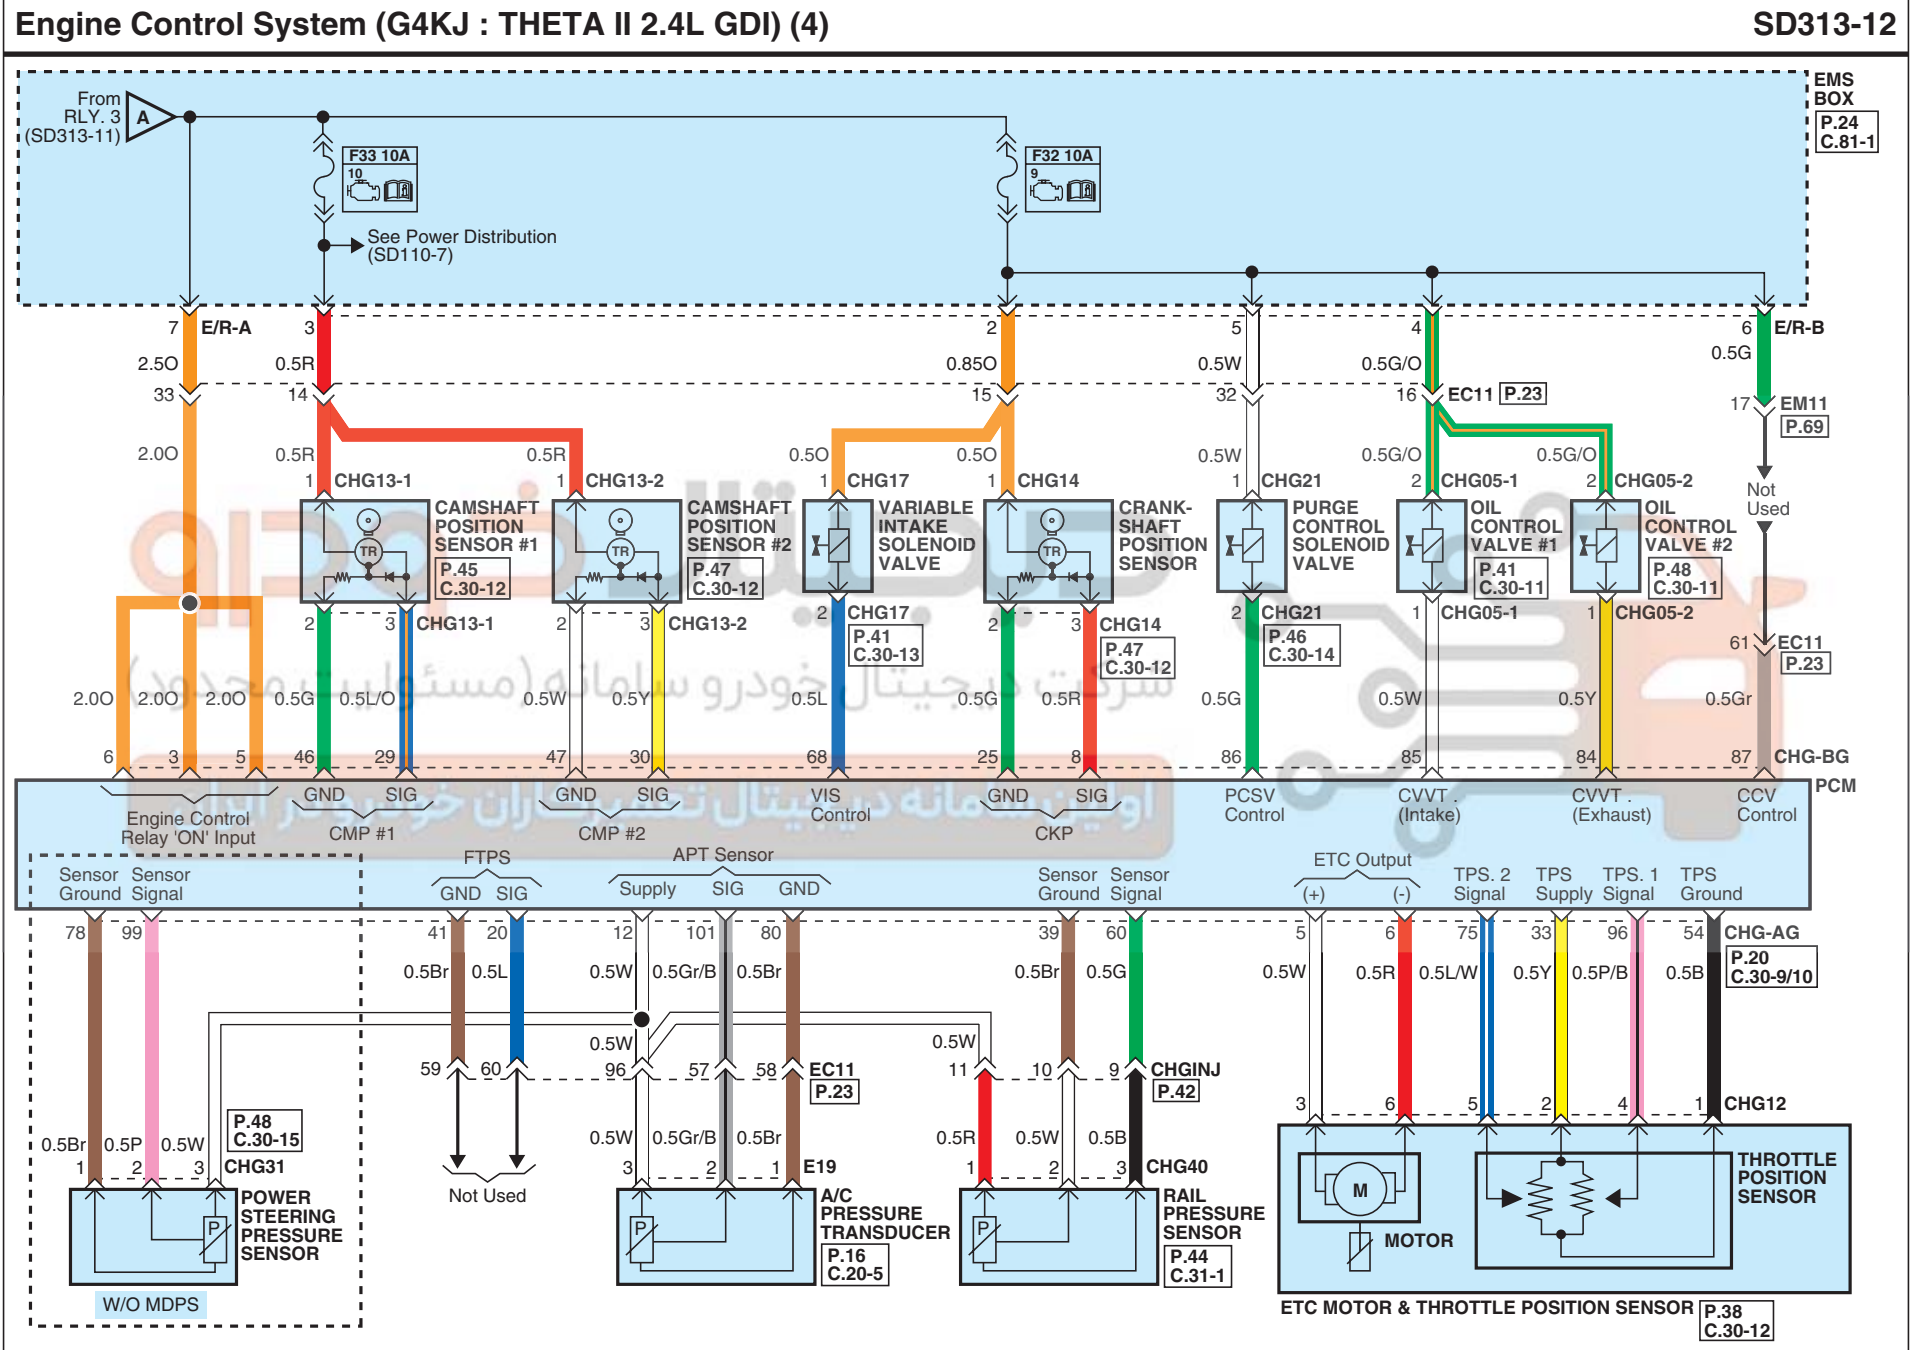 Engine Control System (G4KJ : THETA II 2.4L GDI) (4)
SD313-12
From
RLY. 3
(SD313-11)
A
F33 10A
10
F32 10A
9
See Power Distribution
(SD110-7)
EMS
BOX
P.24
C.81-1
7 E/R-A 3 2 5 4 6 E/R-B
2.5O 0.5R 0.85O 0.5W 0.5G/O 0.5G
33 14 15 32 16 EC11 P.23 17 EM11
P.69
2.0O 0.5R 0.5R 0.5O 0.5O 0.5W 0.5G/O 0.5G/O
1 CHG13-1 1 CHG13-2 1 CHG17 1 CHG14 1 CHG21 2 CHG05-1 2 CHG05-2
Not
Used
TR
CAMSHAFT
POSITION
SENSOR #1
P.45
C.30-12
TR
CAMSHAFT
POSITION
SENSOR #2
P.47
C.30-12
VARIABLE
INTAKE
SOLENOID
VALVE
TR
CRANK-
SHAFT
POSITION
SENSOR
PURGE
CONTROL
SOLENOID
VALVE
OIL
CONTROL
VALVE #1
P.41
C.30-11
OIL
CONTROL
VALVE #2
P.48
C.30-11
دیجیتال خودرو
2 3 CHG13-1 2 3 CHG13-2 2 CHG17 2 3 CHG14 2 CHG21 1 CHG05-1 1 CHG05-2
P.41
C.30-13
P.47
C.30-12
P.46
C.30-14
61 EC11
P.23
شرکت دیجیتال خودرو سامانه (مسئولیت محدود)
2.0O 2.0O 2.0O 0.5G 0.5L/O 0.5W 0.5Y 0.5L 0.5G 0.5R 0.5G 0.5W 0.5Y 0.5Gr
6 3 5 46 29 47 30 68 25 8 86 85 84 87 CHG-BG
PCM
اولین سامانه دیجیتال تعمیرکاران خودرو در ایران
Engine Control
Relay 'ON' Input
GND SIG
CMP #1
GND SIG
CMP #2
VIS
Control
GND SIG
CKP
PCSV
Control
CVVT .
(Intake)
CVVT .
(Exhaust)
CCV
Control
Sensor
Ground
Sensor
Signal
FTPS
GND SIG
APT Sensor
Supply SIG GND
Sensor
Ground
Sensor
Signal
ETC Output
(+) (-)
TPS. 2
Signal
TPS
Supply
TPS. 1
Signal
TPS
Ground
78 99 41 20 12 101 80 39 60 5 6 75 33 96 54 CHG-AG
P.20
C.30-9/10
0.5Br 0.5L 0.5W 0.5Gr/B 0.5Br 0.5Br 0.5G 0.5W 0.5R 0.5L/W 0.5Y 0.5P/B 0.5B
0.5W 0.5W
59 60 96 57 58 EC11
P.23
11 10 9 CHGINJ
P.42
3 6 5 2 4 1 CHG12
P.48
C.30-15
0.5Br 0.5P 0.5W 0.5W 0.5Gr/B 0.5Br 0.5R 0.5W 0.5B
1 2 3 CHG31
Not Used
3 2 1 E19
1 2 3 CHG40
P
POWER
STEERING
PRESSURE
SENSOR
W/O MDPS
P
A/C
PRESSURE
TRANSDUCER
P.16
C.20-5
P
RAIL
PRESSURE
SENSOR
P.44
C.31-1
M
MOTOR
THROTTLE
POSITION
SENSOR
ETC MOTOR & THROTTLE POSITION SENSOR
P.38
C.30-12